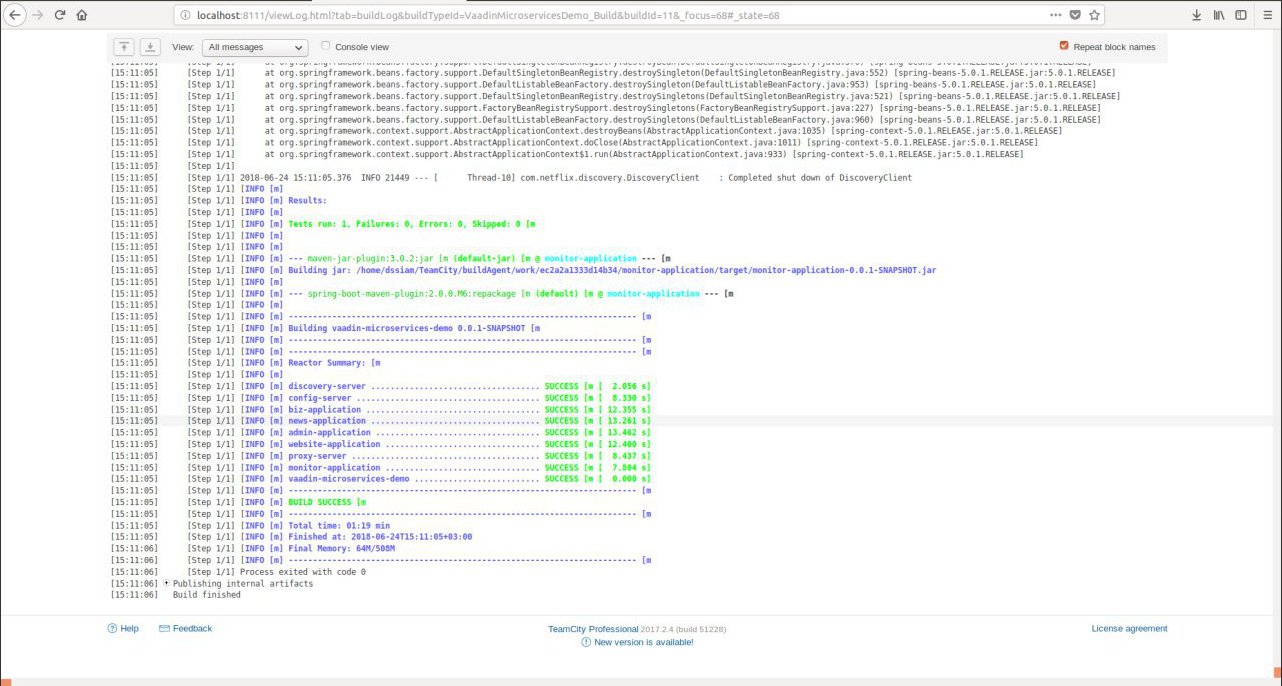 localhost:8111/viewLog.html?tab=buildLog&buildTypeId=VaadinMicroservicesDemo_Build&buildId=11&_focus=68#_state=68
View: All messages Console view Repeat block names
[15:11:05] [Step 1/1] at org.springframework.beans.factory.support.DefaultSingletonBeanRegistry.destroySingleton(DefaultSingletonBeanRegistry.java:552) [spring-beans-5.0.1.RELEASE.jar:5.0.1.RELEASE]
[15:11:05] [Step 1/1] at org.springframework.beans.factory.support.DefaultListableBeanFactory.destroySingleton(DefaultListableBeanFactory.java:953) [spring-beans-5.0.1.RELEASE.jar:5.0.1.RELEASE]
[15:11:05] [Step 1/1] at org.springframework.beans.factory.support.DefaultSingletonBeanRegistry.destroySingletons(DefaultSingletonBeanRegistry.java:521) [spring-beans-5.0.1.RELEASE.jar:5.0.1.RELEASE]
[15:11:05] [Step 1/1] at org.springframework.beans.factory.support.FactoryBeanRegistrySupport.destroySingletons(FactoryBeanRegistrySupport.java:227) [spring-beans-5.0.1.RELEASE.jar:5.0.1.RELEASE]
[15:11:05] [Step 1/1] at org.springframework.beans.factory.support.DefaultListableBeanFactory.destroySingletons(DefaultListableBeanFactory.java:960) [spring-beans-5.0.1.RELEASE.jar:5.0.1.RELEASE]
[15:11:05] [Step 1/1] at org.springframework.context.support.AbstractApplicationContext.destroyBeans(AbstractApplicationContext.java:1035) [spring-context-5.0.1.RELEASE.jar:5.0.1.RELEASE]
[15:11:05] [Step 1/1] at org.springframework.context.support.AbstractApplicationContext.doClose(AbstractApplicationContext.java:1011) [spring-context-5.0.1.RELEASE.jar:5.0.1.RELEASE]
[15:11:05] [Step 1/1] at org.springframework.context.support.AbstractApplicationContext$1.run(AbstractApplicationContext.java:933) [spring-context-5.0.1.RELEASE.jar:5.0.1.RELEASE]
[15:11:05] [Step 1/1]
[15:11:05] [Step 1/1] 2018-06-24 15:11:05.376 INFO 21449 --- [ Thread-10] com.netflix.discovery.DiscoveryClient : Completed shut down of DiscoveryClient
[15:11:05] [Step 1/1] [INFO [m]
[15:11:05] [Step 1/1] [INFO [m] Results:
[15:11:05] [Step 1/1] [INFO [m]
[15:11:05] [Step 1/1] [INFO [m] Tests run: 1, Failures: 0, Errors: 0, Skipped: 0 [m
[15:11:05] [Step 1/1] [INFO [m]
[15:11:05] [Step 1/1] [INFO [m]
[15:11:05] [Step 1/1] [INFO [m] --- maven-jar-plugin:3.0.2:jar [m (default-jar) [m @ monitor-application --- [m
[15:11:05] [Step 1/1] [INFO [m] Building jar: /home/dssiam/TeamCity/buildAgent/work/ec2a2a1333d14b34/monitor-application/target/monitor-application-0.0.1-SNAPSHOT.jar
[15:11:05] [Step 1/1] [INFO [m]
[15:11:05] [Step 1/1] [INFO [m] --- spring-boot-maven-plugin:2.0.0.M6:repackage [m (default) [m @ monitor-application --- [m
[15:11:05] [Step 1/1] [INFO [m]
[15:11:05] [Step 1/1] [INFO [m] ------------------------------------------------------------------------ [m
[15:11:05] [Step 1/1] [INFO [m] Building vaadin-microservices-demo 0.0.1-SNAPSHOT [m
[15:11:05] [Step 1/1] [INFO [m] ------------------------------------------------------------------------ [m
[15:11:05] [Step 1/1] [INFO [m] ------------------------------------------------------------------------ [m
[15:11:05] [Step 1/1] [INFO [m] Reactor Summary: [m
[15:11:05] [Step 1/1] [INFO [m]
[15:11:05] [Step 1/1] [INFO [m] discovery-server ................................... SUCCESS [m [ 2.056 s]
[15:11:05] [Step 1/1] [INFO [m] config-server ...................................... SUCCESS [m [ 8.330 s]
[15:11:05] [Step 1/1] [INFO [m] biz-application .................................... SUCCESS [m [ 12.355 s]
[15:11:05] [Step 1/1] [INFO [m] news-application ................................... SUCCESS [m [ 13.261 s]
[15:11:05] [Step 1/1] [INFO [m] admin-application .................................. SUCCESS [m [ 13.462 s]
[15:11:05] [Step 1/1] [INFO [m] website-application ................................ SUCCESS [m [ 12.400 s]
[15:11:05] [Step 1/1] [INFO [m] proxy-server ....................................... SUCCESS [m [ 8.437 s]
[15:11:05] [Step 1/1] [INFO [m] monitor-application ................................ SUCCESS [m [ 7.804 s]
[15:11:05] [Step 1/1] [INFO [m] vaadin-microservices-demo .......................... SUCCESS [m [ 0.000 s]
[15:11:05] [Step 1/1] [INFO [m] ------------------------------------------------------------------------ [m
[15:11:05] [Step 1/1] [INFO [m] BUILD SUCCESS [m
[15:11:05] [Step 1/1] [INFO [m] ------------------------------------------------------------------------ [m
[15:11:05] [Step 1/1] [INFO [m] Total time: 01:19 min
[15:11:05] [Step 1/1] [INFO [m] Finished at: 2018-06-24T15:11:05+03:00
[15:11:06] [Step 1/1] [INFO [m] Final Memory: 64M/508M
[15:11:06] [Step 1/1] [INFO [m] ------------------------------------------------------------------------ [m
[15:11:06] [Step 1/1] Process exited with code 0
[15:11:06] Publishing internal artifacts
[15:11:06] Build finished
Help Feedback TeamCity Professional 2017.2.4 (build 51228) License agreement
New version is available!